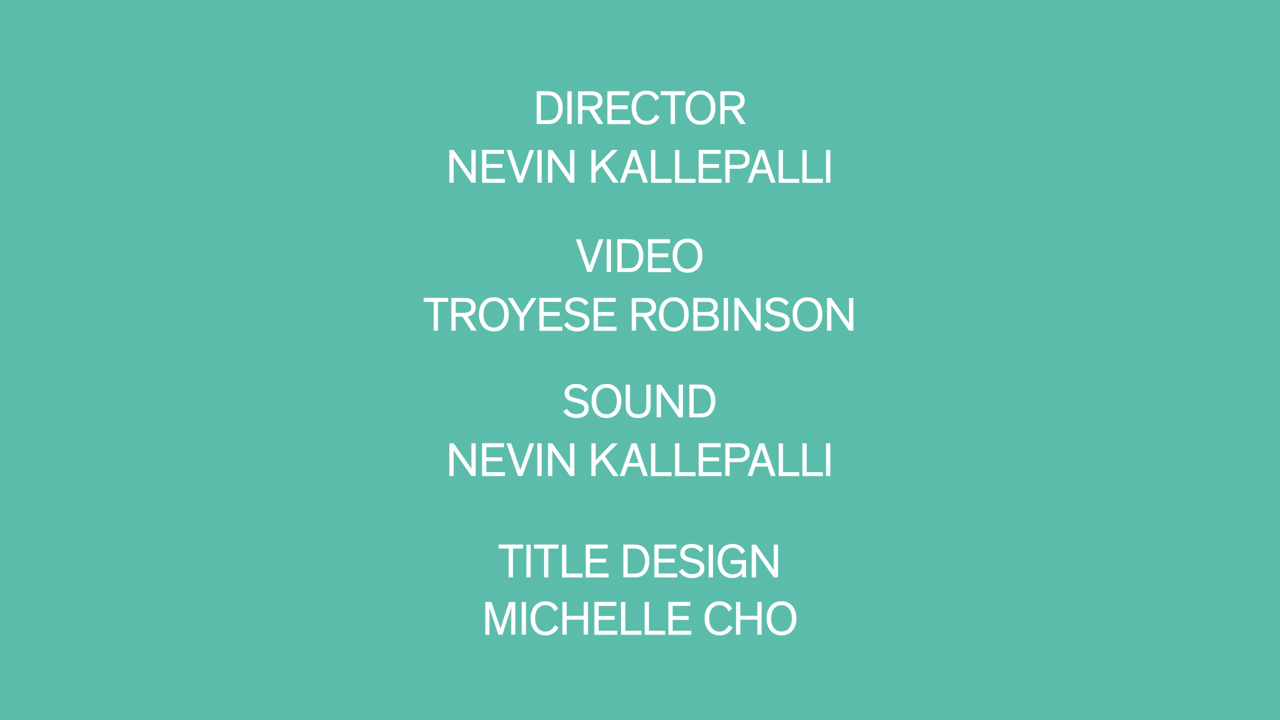 DIRECTOR
NEVIN KALLEPALLI
VIDEO
TROYESE ROBINSON
SOUND
NEVIN KALLEPALLI
TITLE DESIGN
MICHELLE CHO